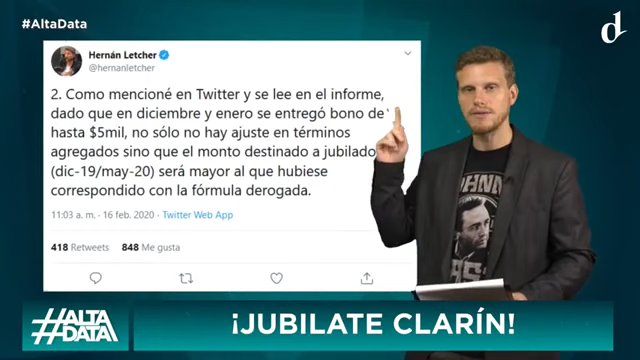 #AltaData
d
Hernán Letcher
@hernanletcher
2. Como mencioné en Twitter y se lee en el informe,
dado que en diciembre y enero se entregó bono de
hasta $5mil, no sólo no hay ajuste en términos
agregados sino que el monto destinado a jubilado
(dic-19/may-20) será mayor al que hubiese
correspondido con la fórmula derogada.
11:03 a. m. · 16 feb. 2020 · Twitter Web App
418 Retweets 848 Me gusta
JOHNNY
#ALTA
DATA
¡JUBILATE CLARÍN!